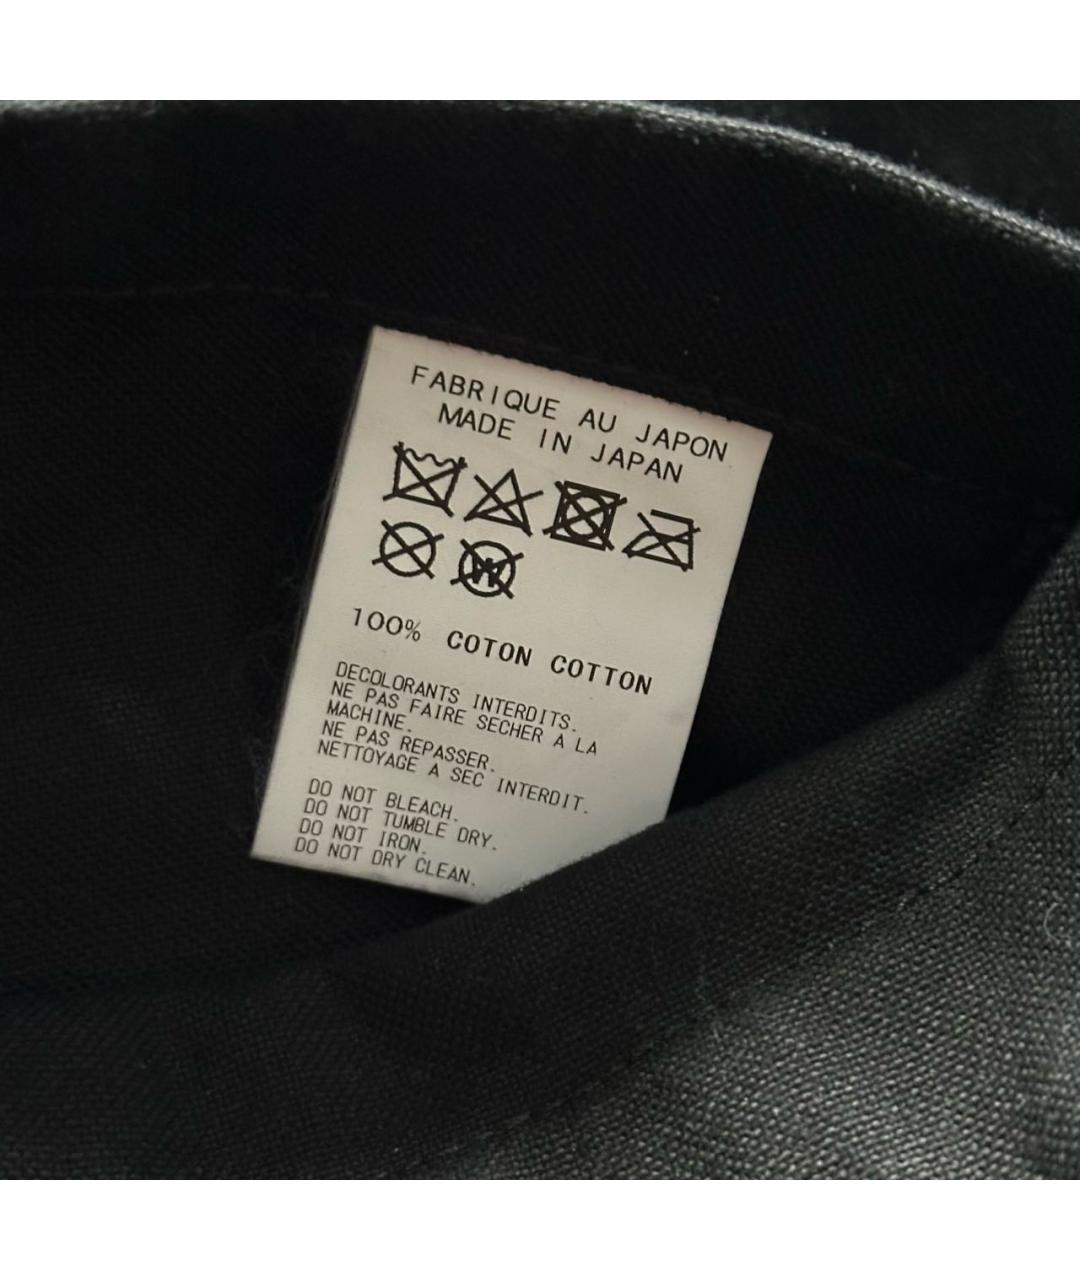 FABRIQUE AU JAPON
MADE IN JAPAN
W
100% COTON COTTON
DECOLORANTS INTERDITS.
NE PAS FAIRE SECHER A LA
MACHINE.
NE PAS REPASSER.
NETTOYAGE A SEC INTERDIT.
DO NOT BLEACH.
DO NOT TUMBLE DRY.
DO NOT IRON.
DO NOT DRY CLEAN.